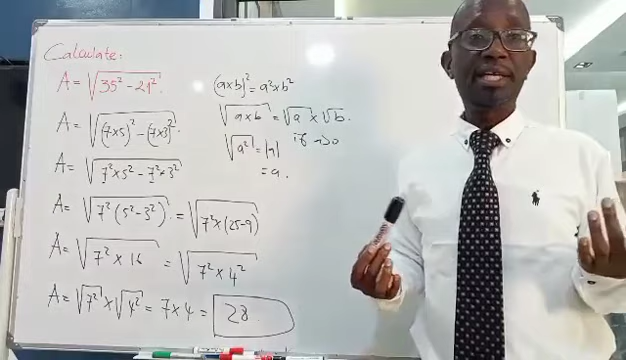 Calculate:
A = √(35² - 21²).
A = √((7×5)² - (7×3)²).
A = √(7²×5² - 7²×3²)
A = √(7²(5² - 3²)) = √(7²×(25-9))
A = √(7² × 16) = √(7² × 4²)
A = √7² × √4² = 7×4 = 28
(a×b)² = a²×b²
√(a×b) = √a × √b.
√a² = |a| if a>0
= a.